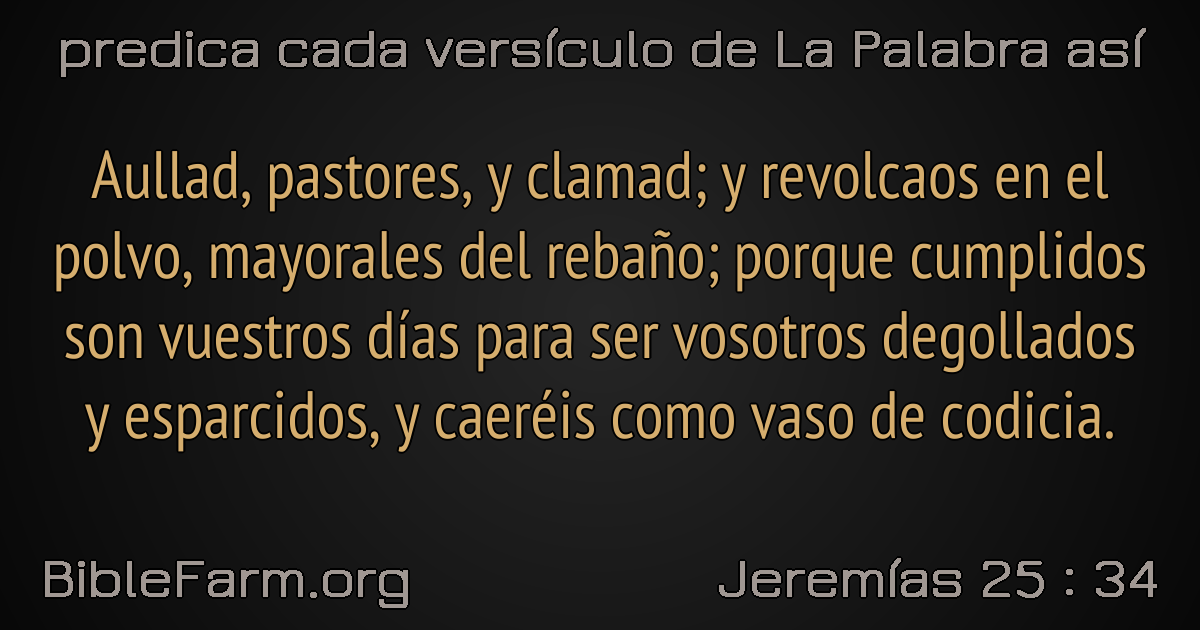 predica cada versículo de La Palabra así
Aullad, pastores, y clamad; y revolcaos en el
polvo, mayorales del rebaño; porque cumplidos
son vuestros días para ser vosotros degollados
y esparcidos, y caeréis como vaso de codicia.
BibleFarm.org
Jeremías 25 : 34